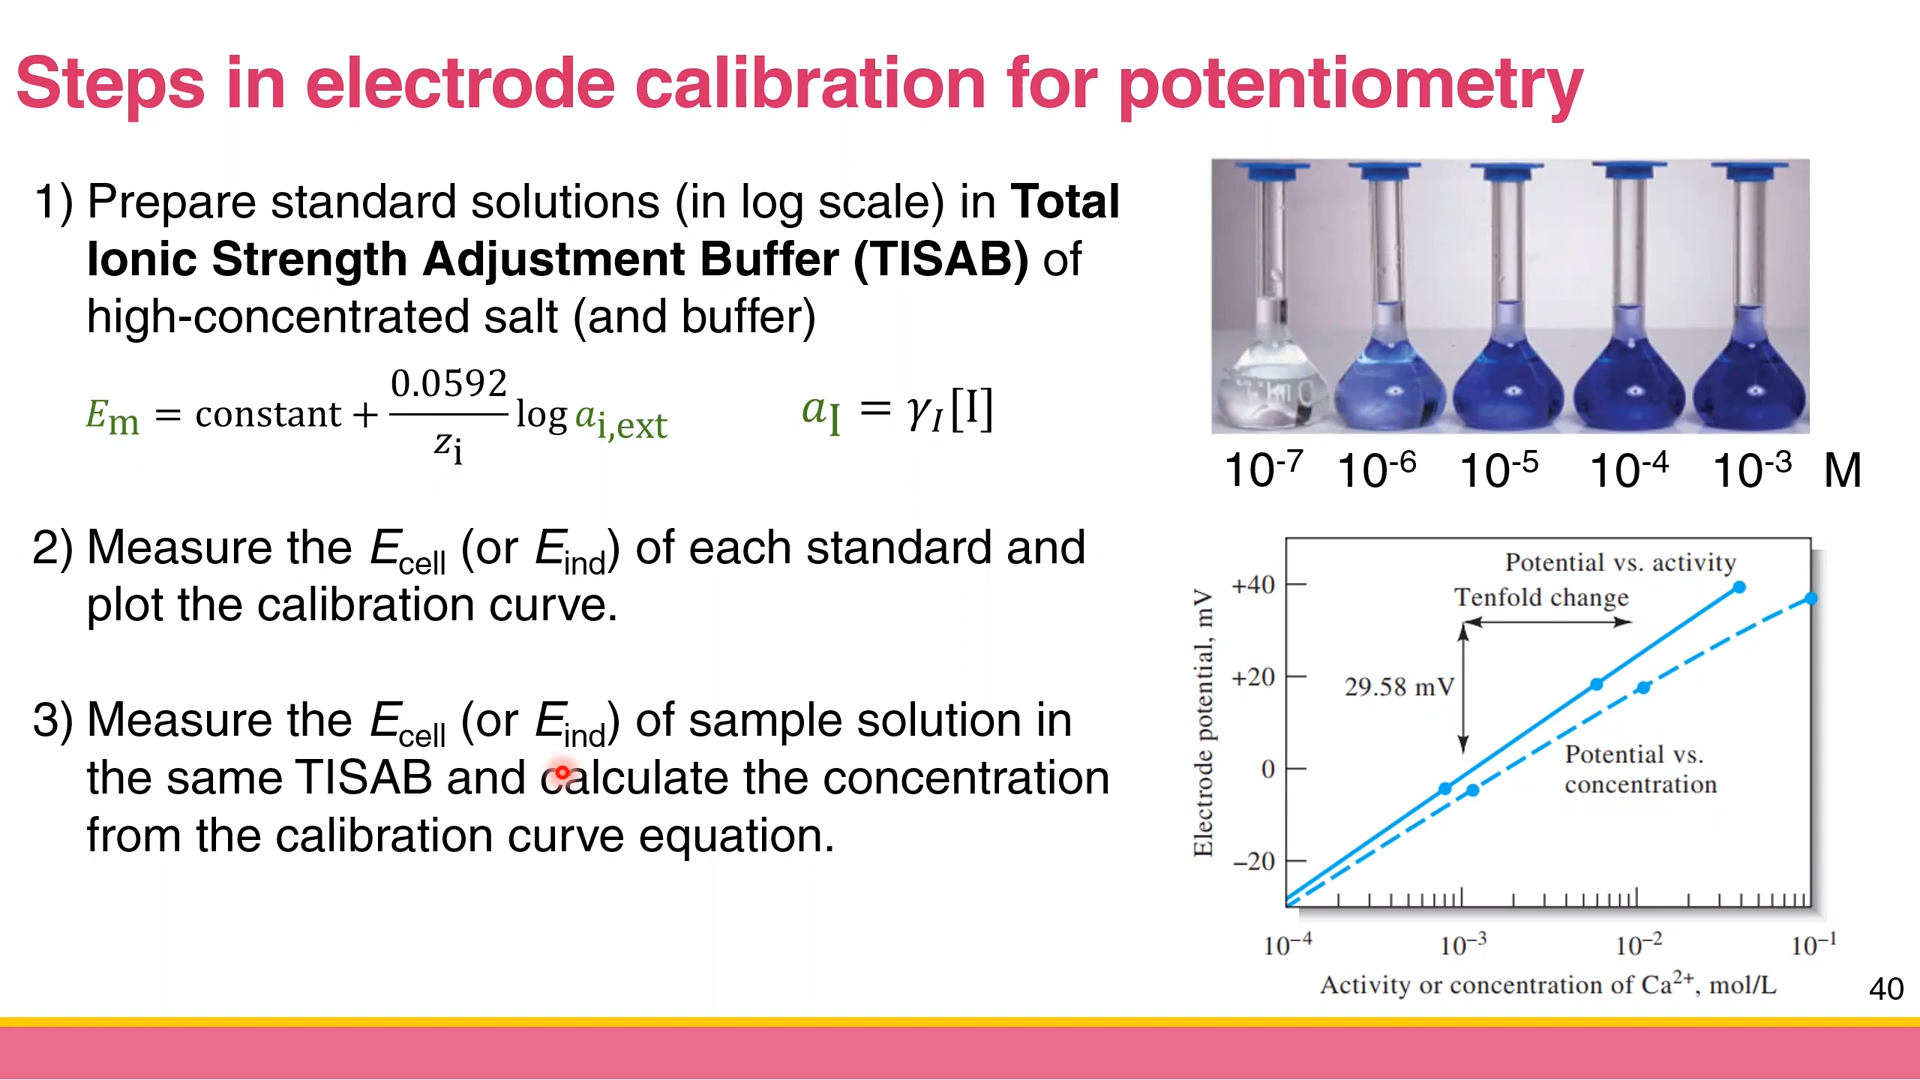 Steps in electrode calibration for potentiometry
1) Prepare standard solutions (in log scale) in Total
Ionic Strength Adjustment Buffer (TISAB) of
high-concentrated salt (and buffer)
E_m = constant + 0.0592/z_i log a_i,ext
a_I = γ_I[I]
2) Measure the E_cell (or E_ind) of each standard and
plot the calibration curve.
3) Measure the E_cell (or E_ind) of sample solution in
the same TISAB and calculate the concentration
from the calibration curve equation.
10⁻⁷ 10⁻⁶ 10⁻⁵ 10⁻⁴ 10⁻³ M
Electrode potential, mV
+40
+20
0
−20
Potential vs. activity
Tenfold change
29.58 mV
Potential vs.
concentration
10⁻⁴ 10⁻³ 10⁻² 10⁻¹
Activity or concentration of Ca²⁺, mol/L
40